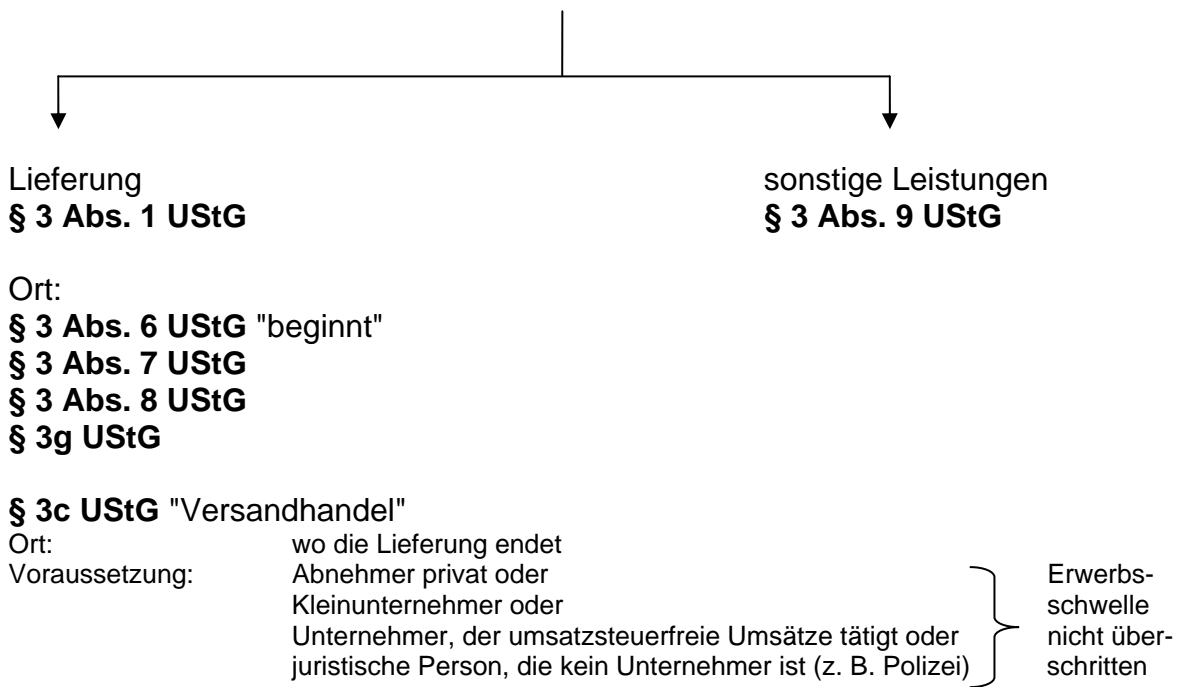 Lieferung sonstige Leistungen
§ 3 Abs. 1 UStG § 3 Abs. 9 UStG
Ort:
§ 3 Abs. 6 UStG "beginnt"
§ 3 Abs. 7 UStG
§ 3 Abs. 8 UStG
§ 3g UStG
§ 3c UStG "Versandhandel"
Ort: wo die Lieferung endet
Voraussetzung: Abnehmer privat oder Erwerbs-
Kleinunternehmer oder schwelle
Unternehmer, der umsatzsteuerfreie Umsätze tätigt oder nicht über-
juristische Person, die kein Unternehmer ist (z. B. Polizei) schritten